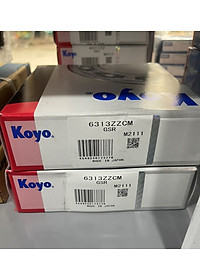 Koyo.
6313ZZCM
GSR
M2111
MADE IN JAPAN
Koyo.
6313ZZCM
GSR
M2111
MADE IN JAPAN